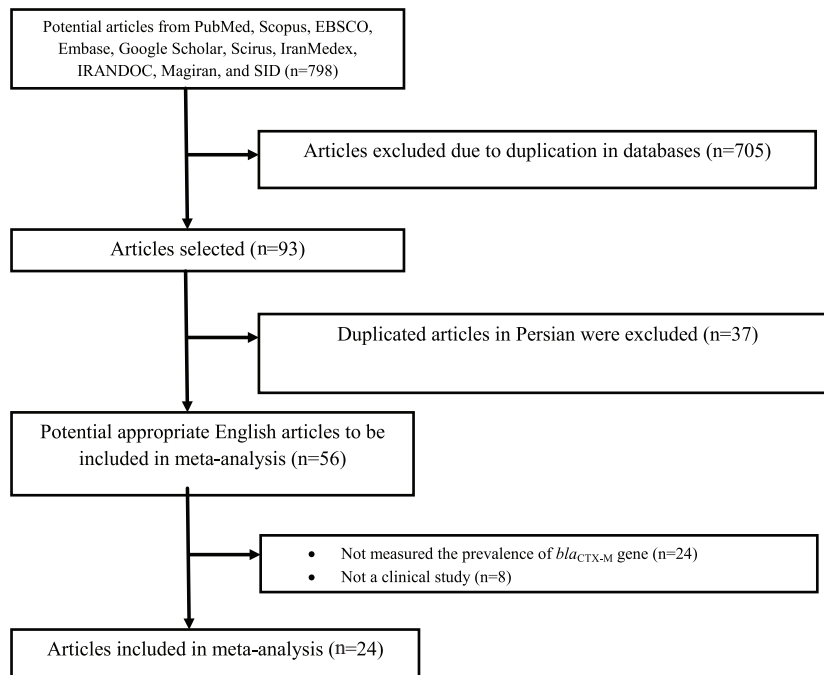 Potential articles from PubMed, Scopus, EBSCO,
Embase, Google Scholar, Scirus, IranMedex,
IRANDOC, Magiran, and SID (n=798)
Articles excluded due to duplication in databases (n=705)
Articles selected (n=93)
Duplicated articles in Persian were excluded (n=37)
Potential appropriate English articles to be
included in meta-analysis (n=56)
• Not measured the prevalence of blaCTX-M gene (n=24)
• Not a clinical study (n=8)
Articles included in meta-analysis (n=24)